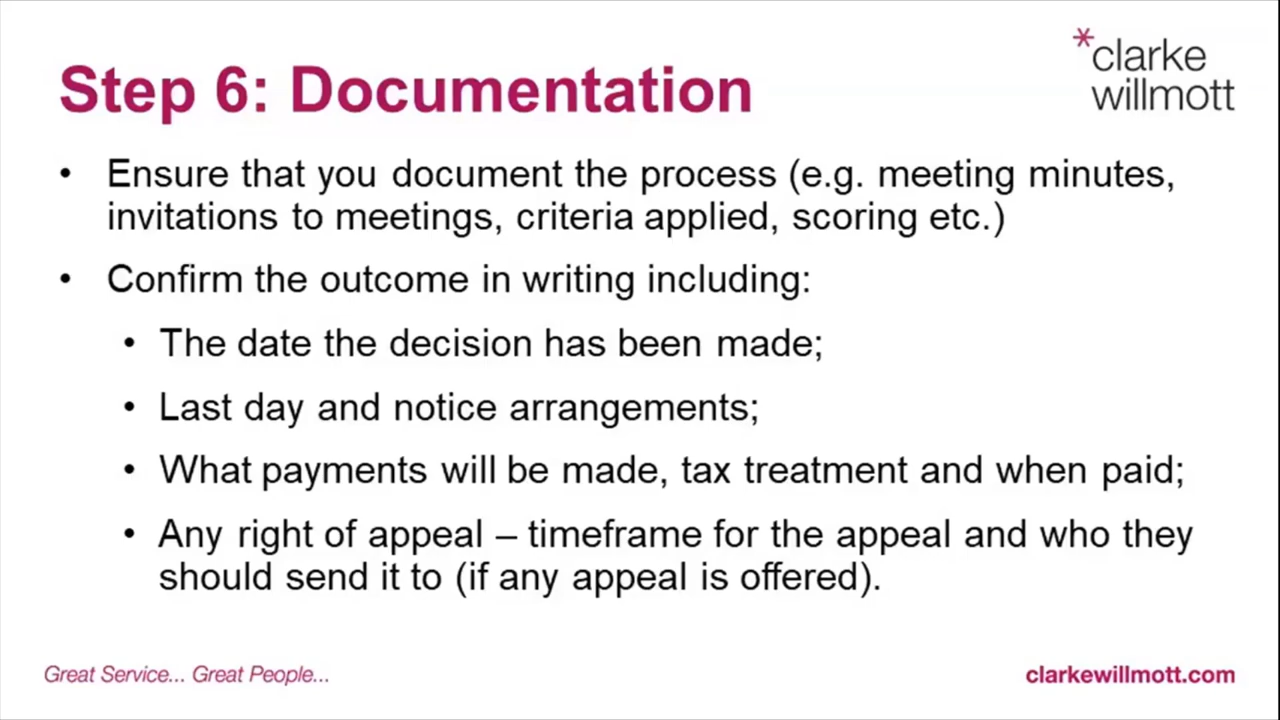 *clarke
willmott
Step 6: Documentation
• Ensure that you document the process (e.g. meeting minutes,
invitations to meetings, criteria applied, scoring etc.)
• Confirm the outcome in writing including:
• The date the decision has been made;
• Last day and notice arrangements;
• What payments will be made, tax treatment and when paid;
• Any right of appeal – timeframe for the appeal and who they
should send it to (if any appeal is offered).
Great Service... Great People...
clarkewillmott.com